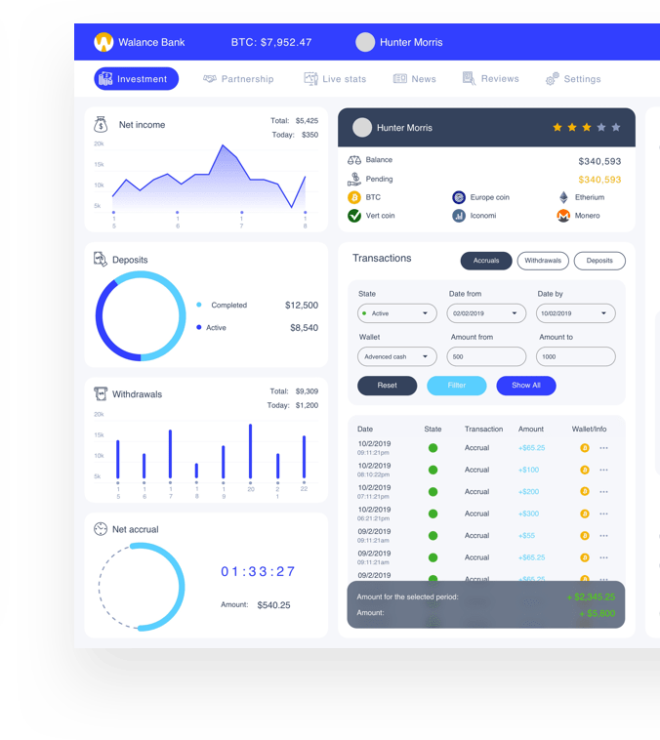 Walance Bank BTC: $7,952.47 Hunter Morris
Investment Partnership Live stats News Reviews Settings
Net income Total: $5,425
Today: $350
20k
15k
10k
5k
1 1 1 1
5 6 7 8
Deposits
Completed $12,500
Active $8,540
Withdrawals Total: $9,309
Today: $1,200
20k
15k
10k
5k
1 1 1 1 1 20 2 22
5 6 7 8 9 1
Net accrual
01:33:27
Amount: $540.25
Hunter Morris
Balance $340,593
Pending $340,593
BTC Europe coin Etherium
Vert coin Iconomi Monero
Transactions Accruals Withdrawals Deposits
State Date from Date by
Active 02/02/2019 10/02/2019
Wallet Amount from Amount to
Advenced cash 500 1000
Reset Filter Show All
Date State Transaction Amount Wallet/Info
10/2/2019
09:11:21pm Accrual +$65.25
10/2/2019
08:10:22pm Accrual +$100
10/2/2019
07:11:21pm Accrual +$200
10/2/2019
06:21:21pm Accrual +$300
09/2/2019
09:11:21am Accrual +$55
09/2/2019
09:11:21am Accrual +$65.25
09/2/2019
Accrual +$65.25
Amount for the selected period: + $2,345.25
Amount: + $5,800